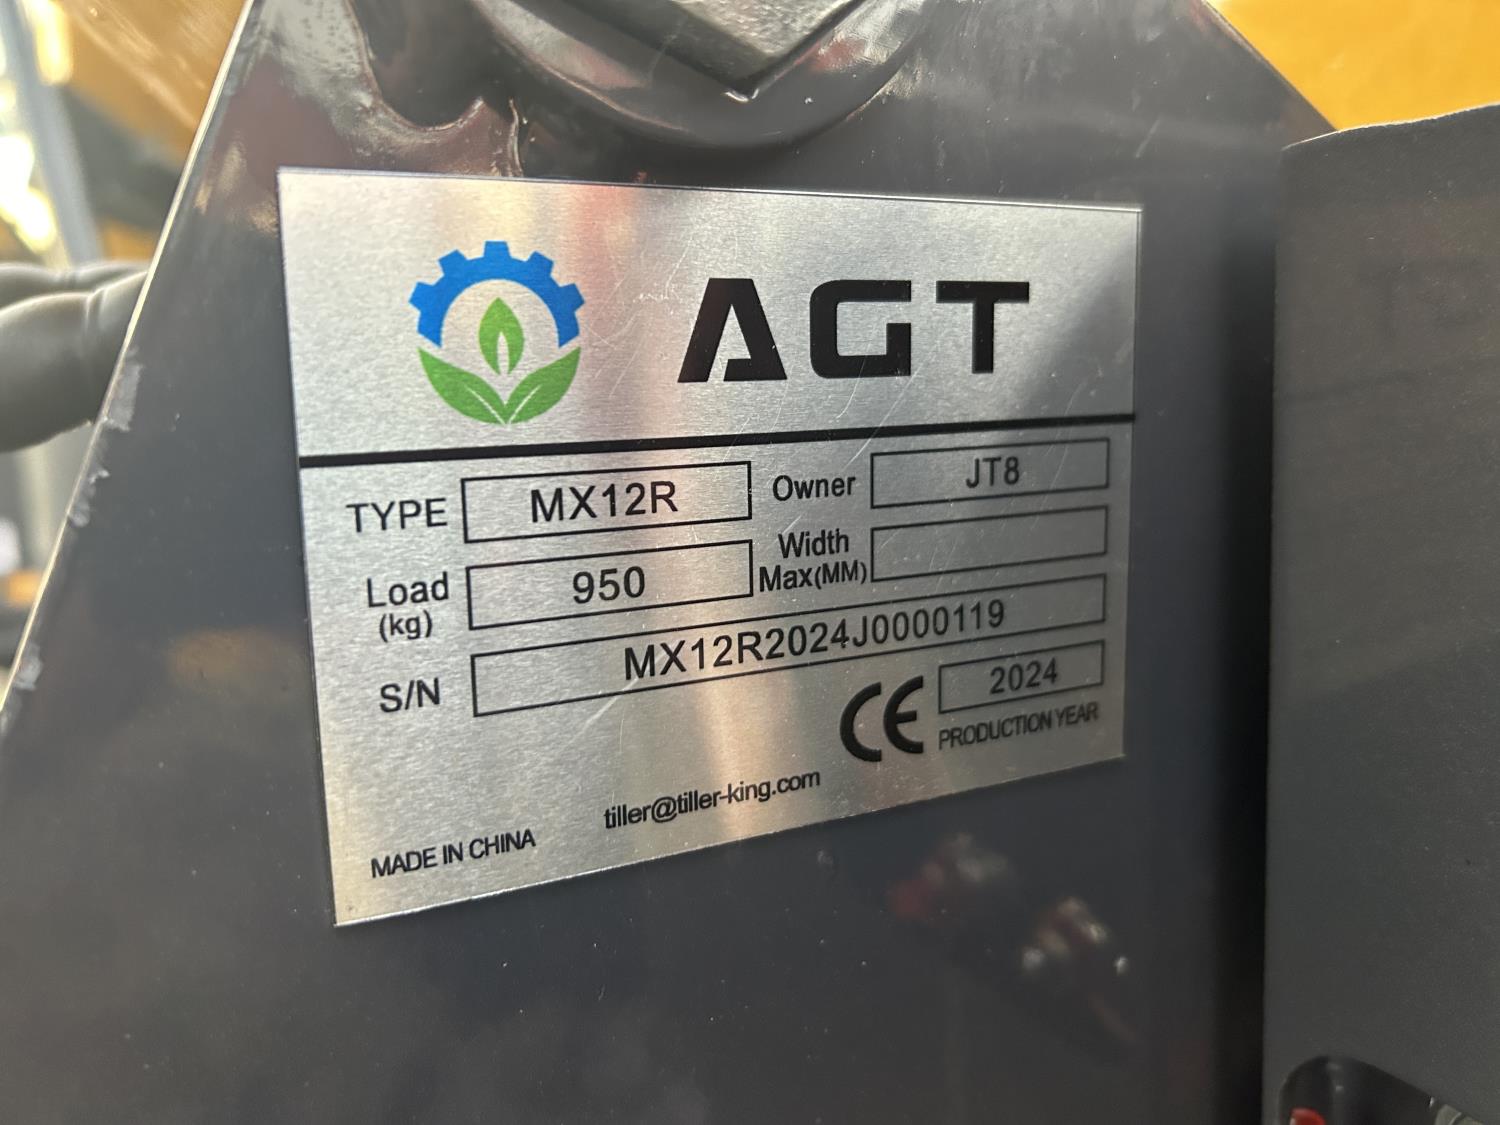 AGT
TYPE MX12R Owner JT8
Load (kg) 950 Width Max(MM)
S/N MX12R2024J0000119
CE 2024
PRODUCTION YEAR
tiller@tiller-king.com
MADE IN CHINA